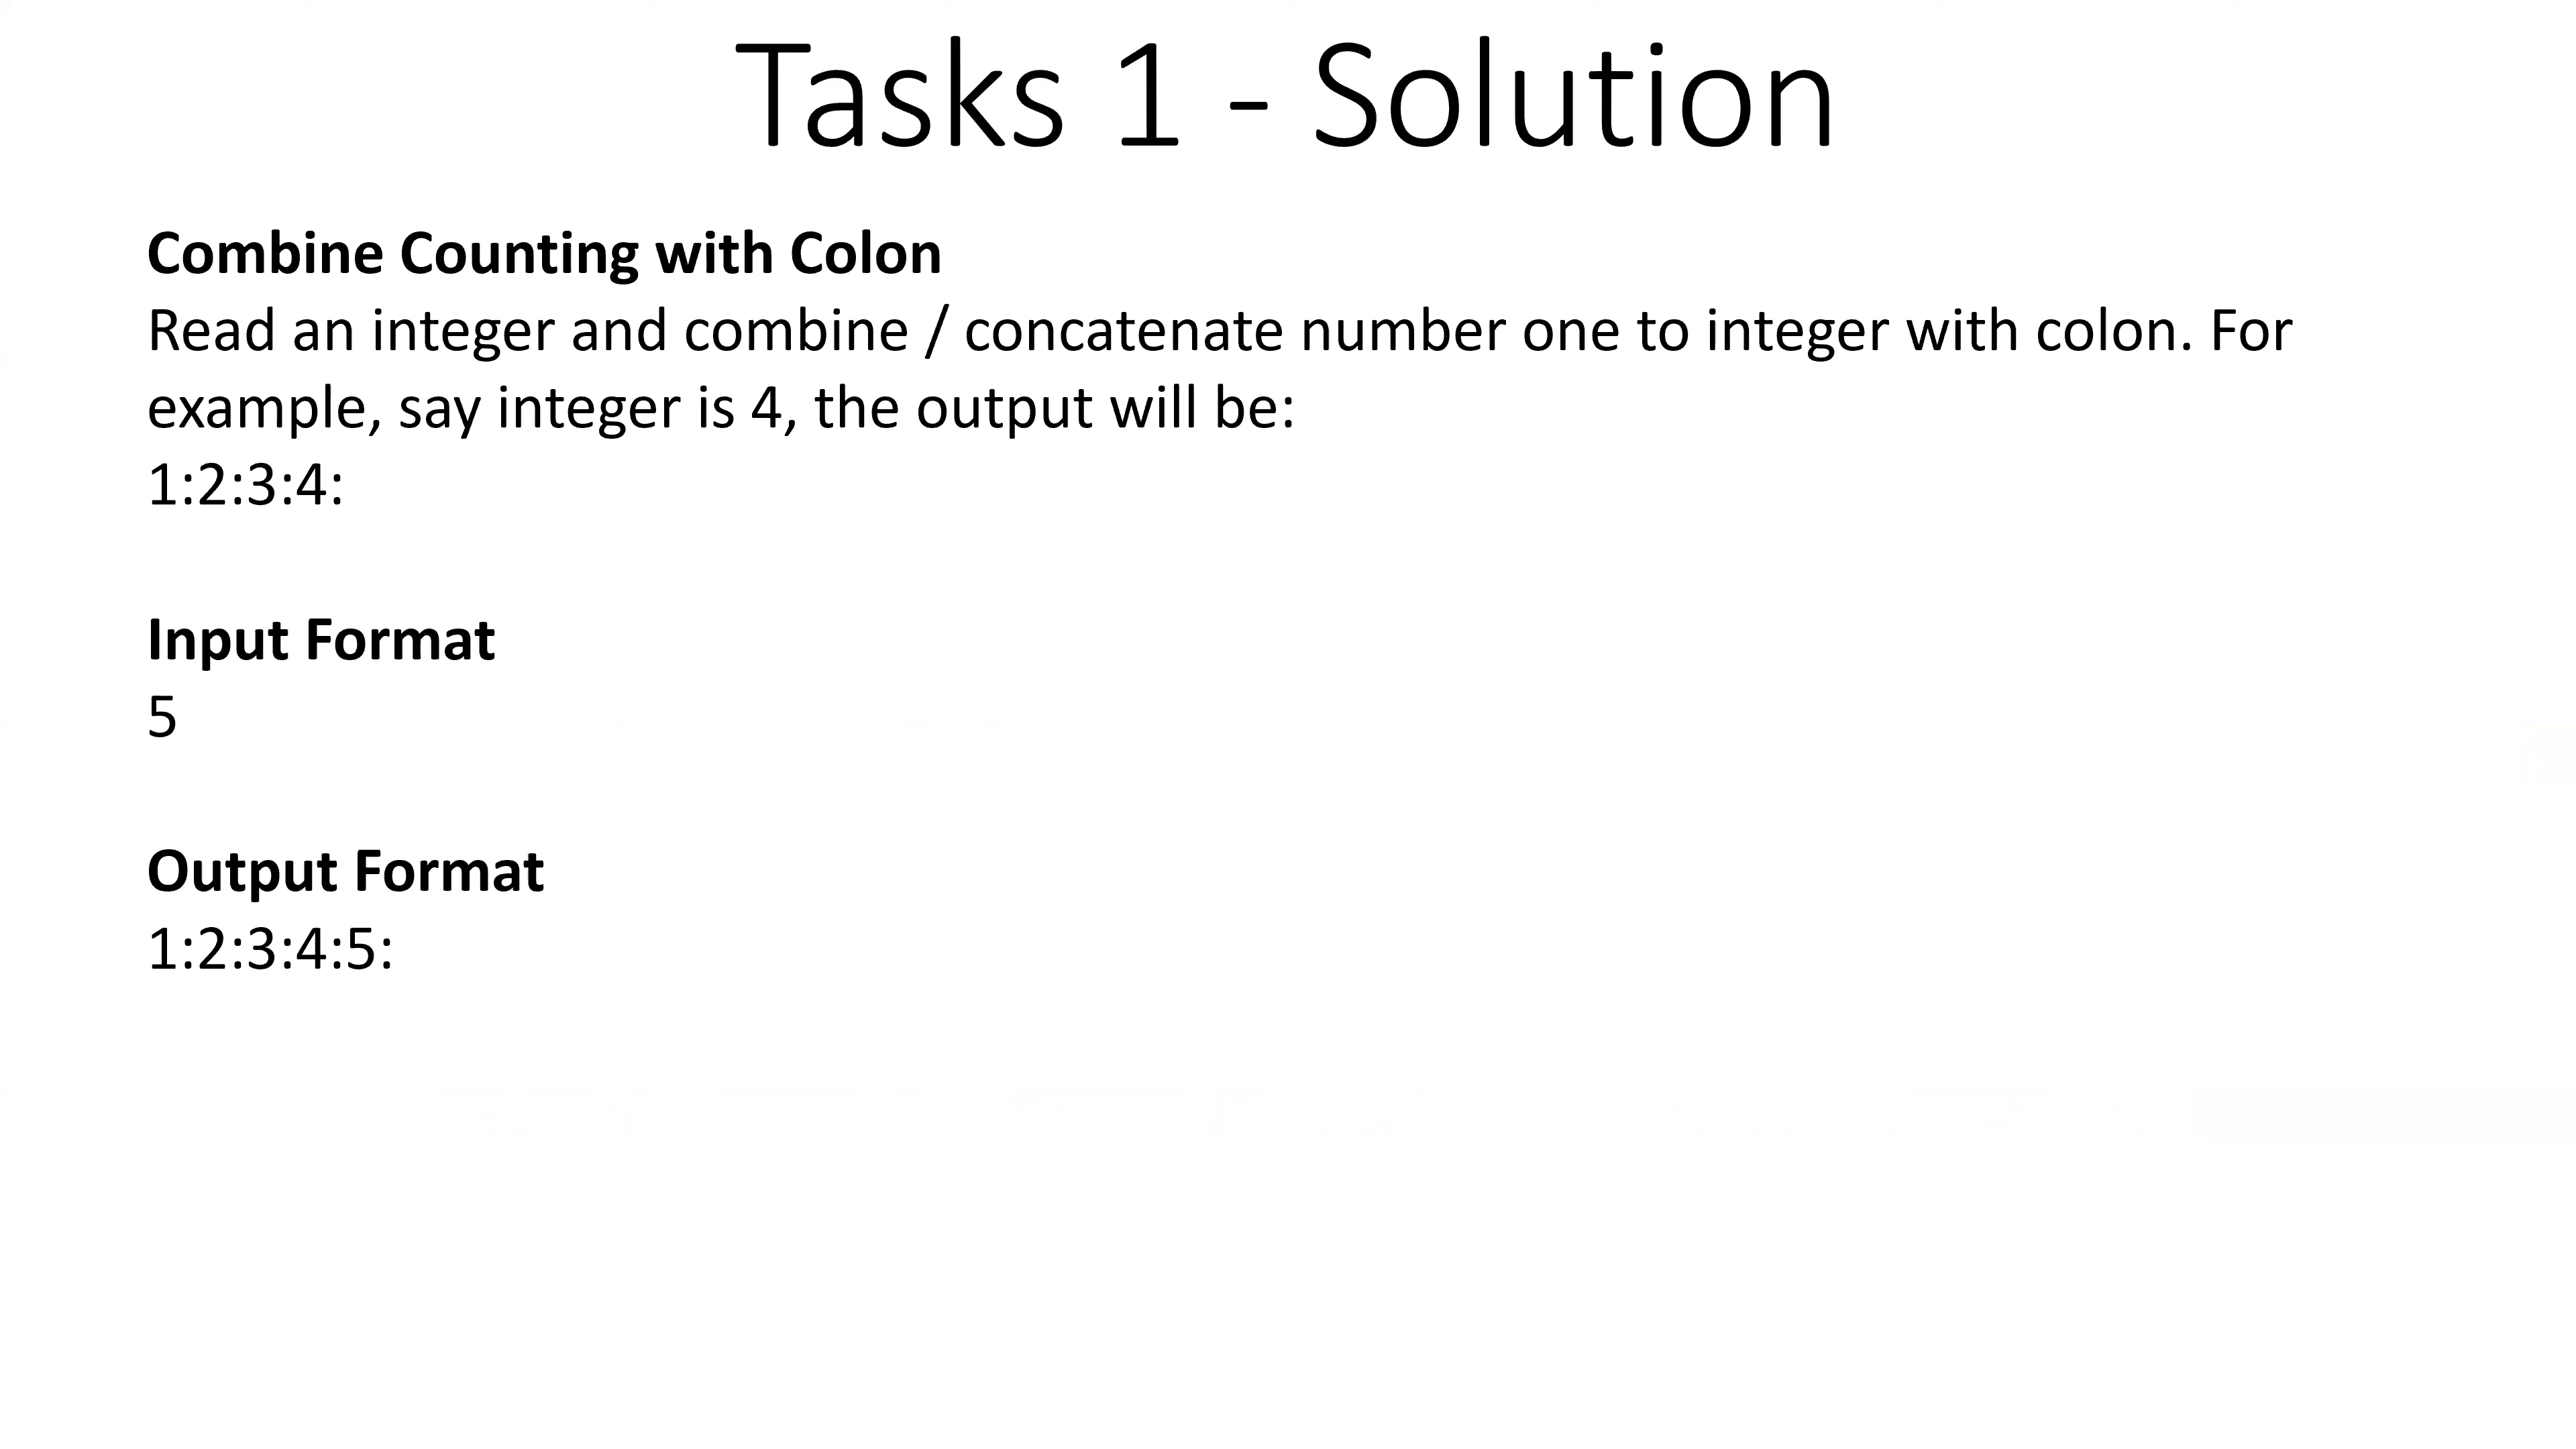 Tasks 1 - Solution
Combine Counting with Colon
Read an integer and combine / concatenate number one to integer with colon. For
example, say integer is 4, the output will be:
1:2:3:4:
Input Format
5
Output Format
1:2:3:4:5: